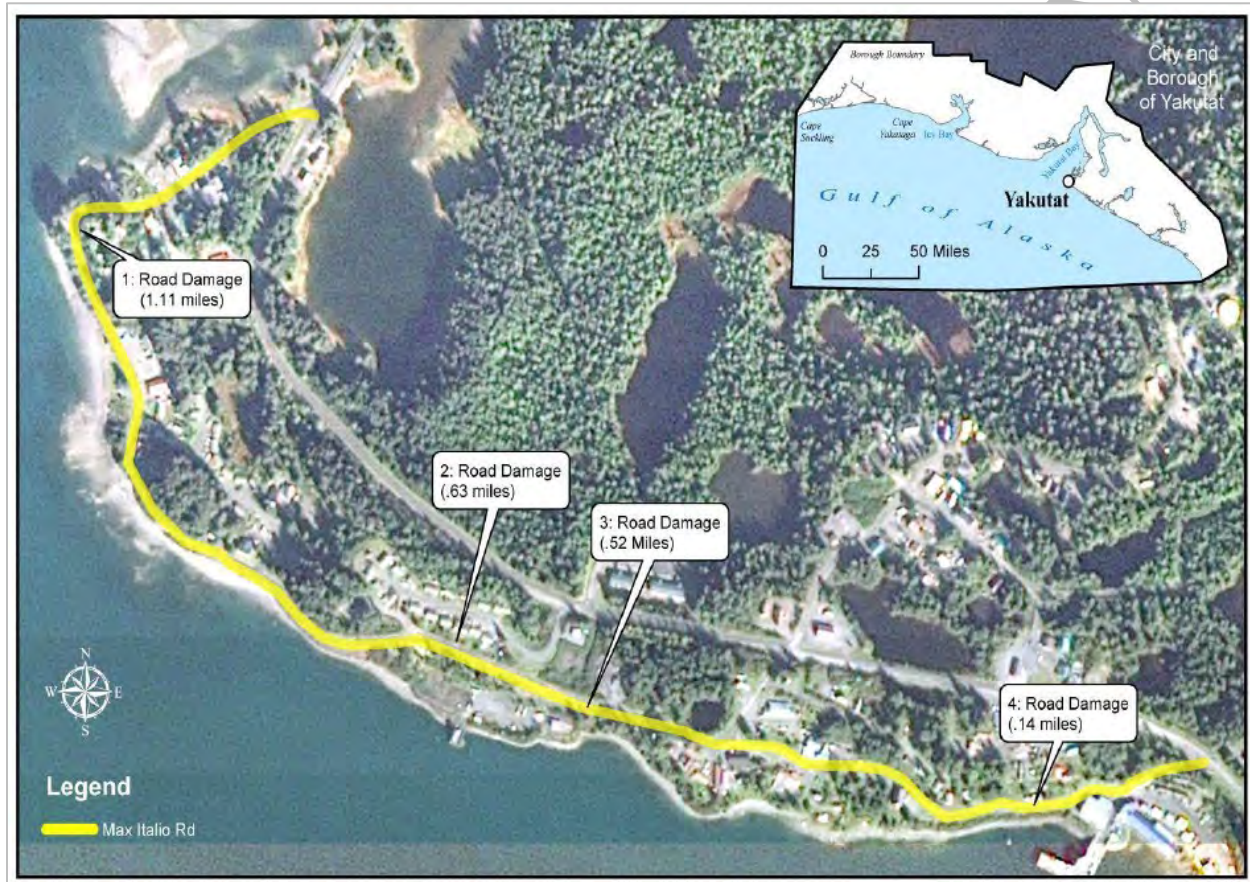 City and
Borough
of Yakutat
Borough Boundary
Cape
Suckling
Cape
Yakataga
Icy Bay
Yakutat Bay
Yakutat
Gulf of Alaska
0 25 50 Miles
1: Road Damage
(1.11 miles)
2: Road Damage
(.63 miles)
3: Road Damage
(.52 Miles)
4: Road Damage
(.14 miles)
N
W E
S
Legend
Max Italio Rd